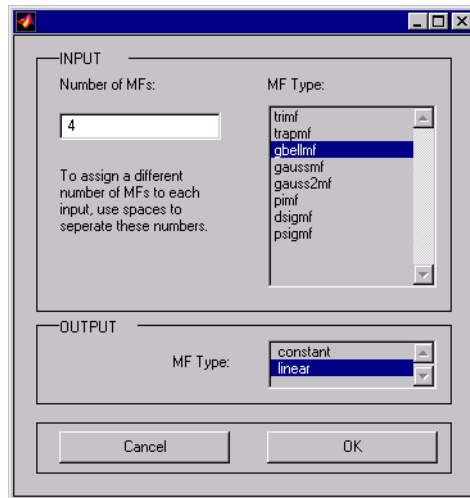 INPUT
Number of MFs:
4
To assign a different
number of MFs to each
input, use spaces to
seperate these numbers.
MF Type:
trimf
trapmf
gbellmf
gaussmf
gauss2mf
pimf
dsigmf
psigmf
OUTPUT
MF Type:
constant
linear
Cancel
OK